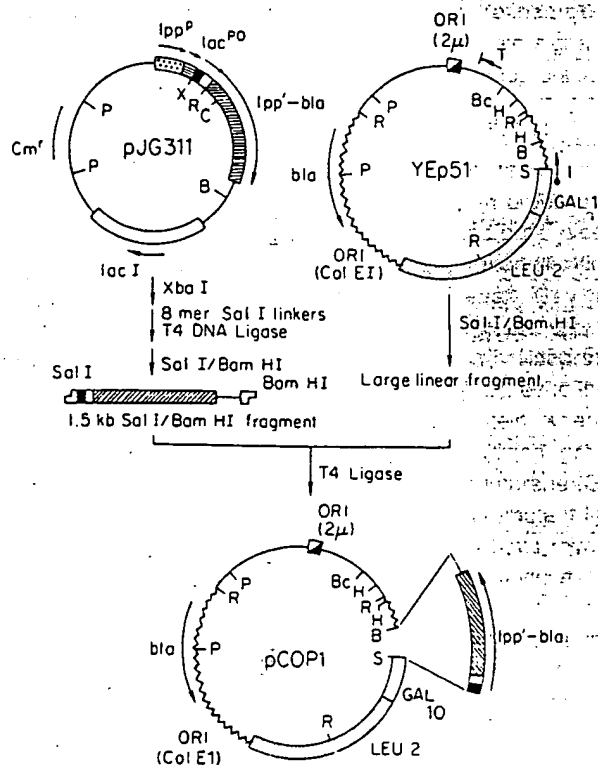 lpp^p
lac^PO
X
R
C
lpp'-bla
P
pJG311
Cm^r
P
B
lac I
ORI
(2μ)
T
Bc
H
R
H
B
P
R
bla
P
YEp51
S
GAL 1
R
ORI
(Col EI)
LEU 2
Xba I
8 mer Sal I linkers
T4 DNA Ligase
Sal I/Bam HI
Sal I/Bam HI
Large linear fragment
Sal I
Bam HI
1.5 kb Sal I/Bam HI fragment
T4 Ligase
ORI
(2μ)
Bc
H
R
H
B
P
R
bla
P
pCOP1
S
lpp'-bla
GAL
10
R
LEU 2
ORI
(Col E1)